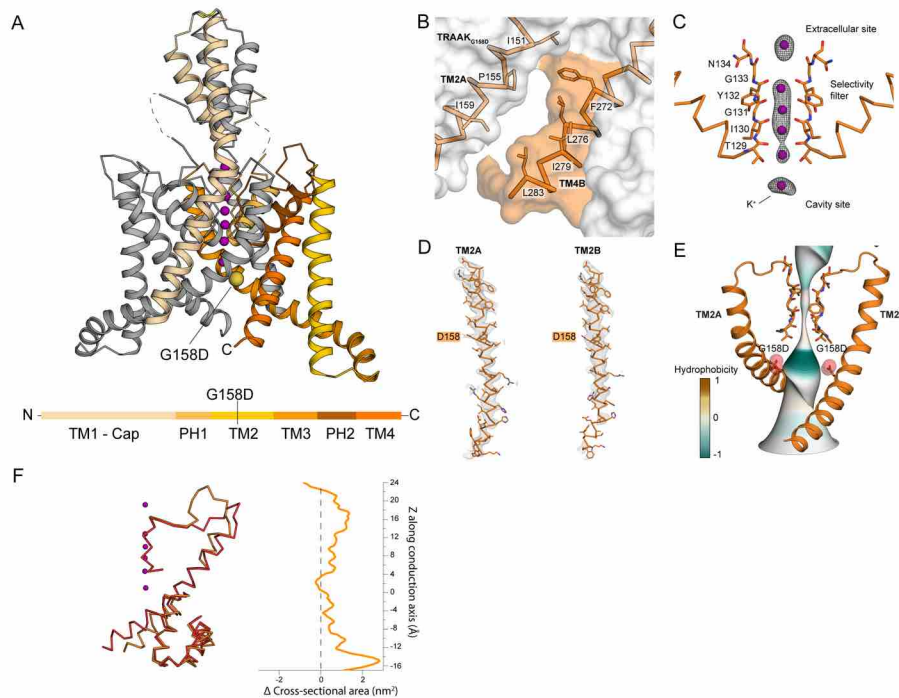 A
G158D
C
G158D
N
C
TM1 - Cap
PH1
TM2
TM3
PH2
TM4
B
TRAAK_G158D
I151
TM2A
P155
I159
F272
L276
I279
TM4B
L283
C
Extracellular site
N134
G133
Y132
G131
I130
T129
Selectivity
filter
K⁺
Cavity site
D
TM2A
TM2B
D158
D158
E
TM2A
TM2
G158D
G158D
Hydrophobicity
1
0
-1
F
24
20
16
12
8
4
0
-4
-8
-12
-16
Z along conduction axis (Å)
-2
0
2
Δ Cross-sectional area (nm²)